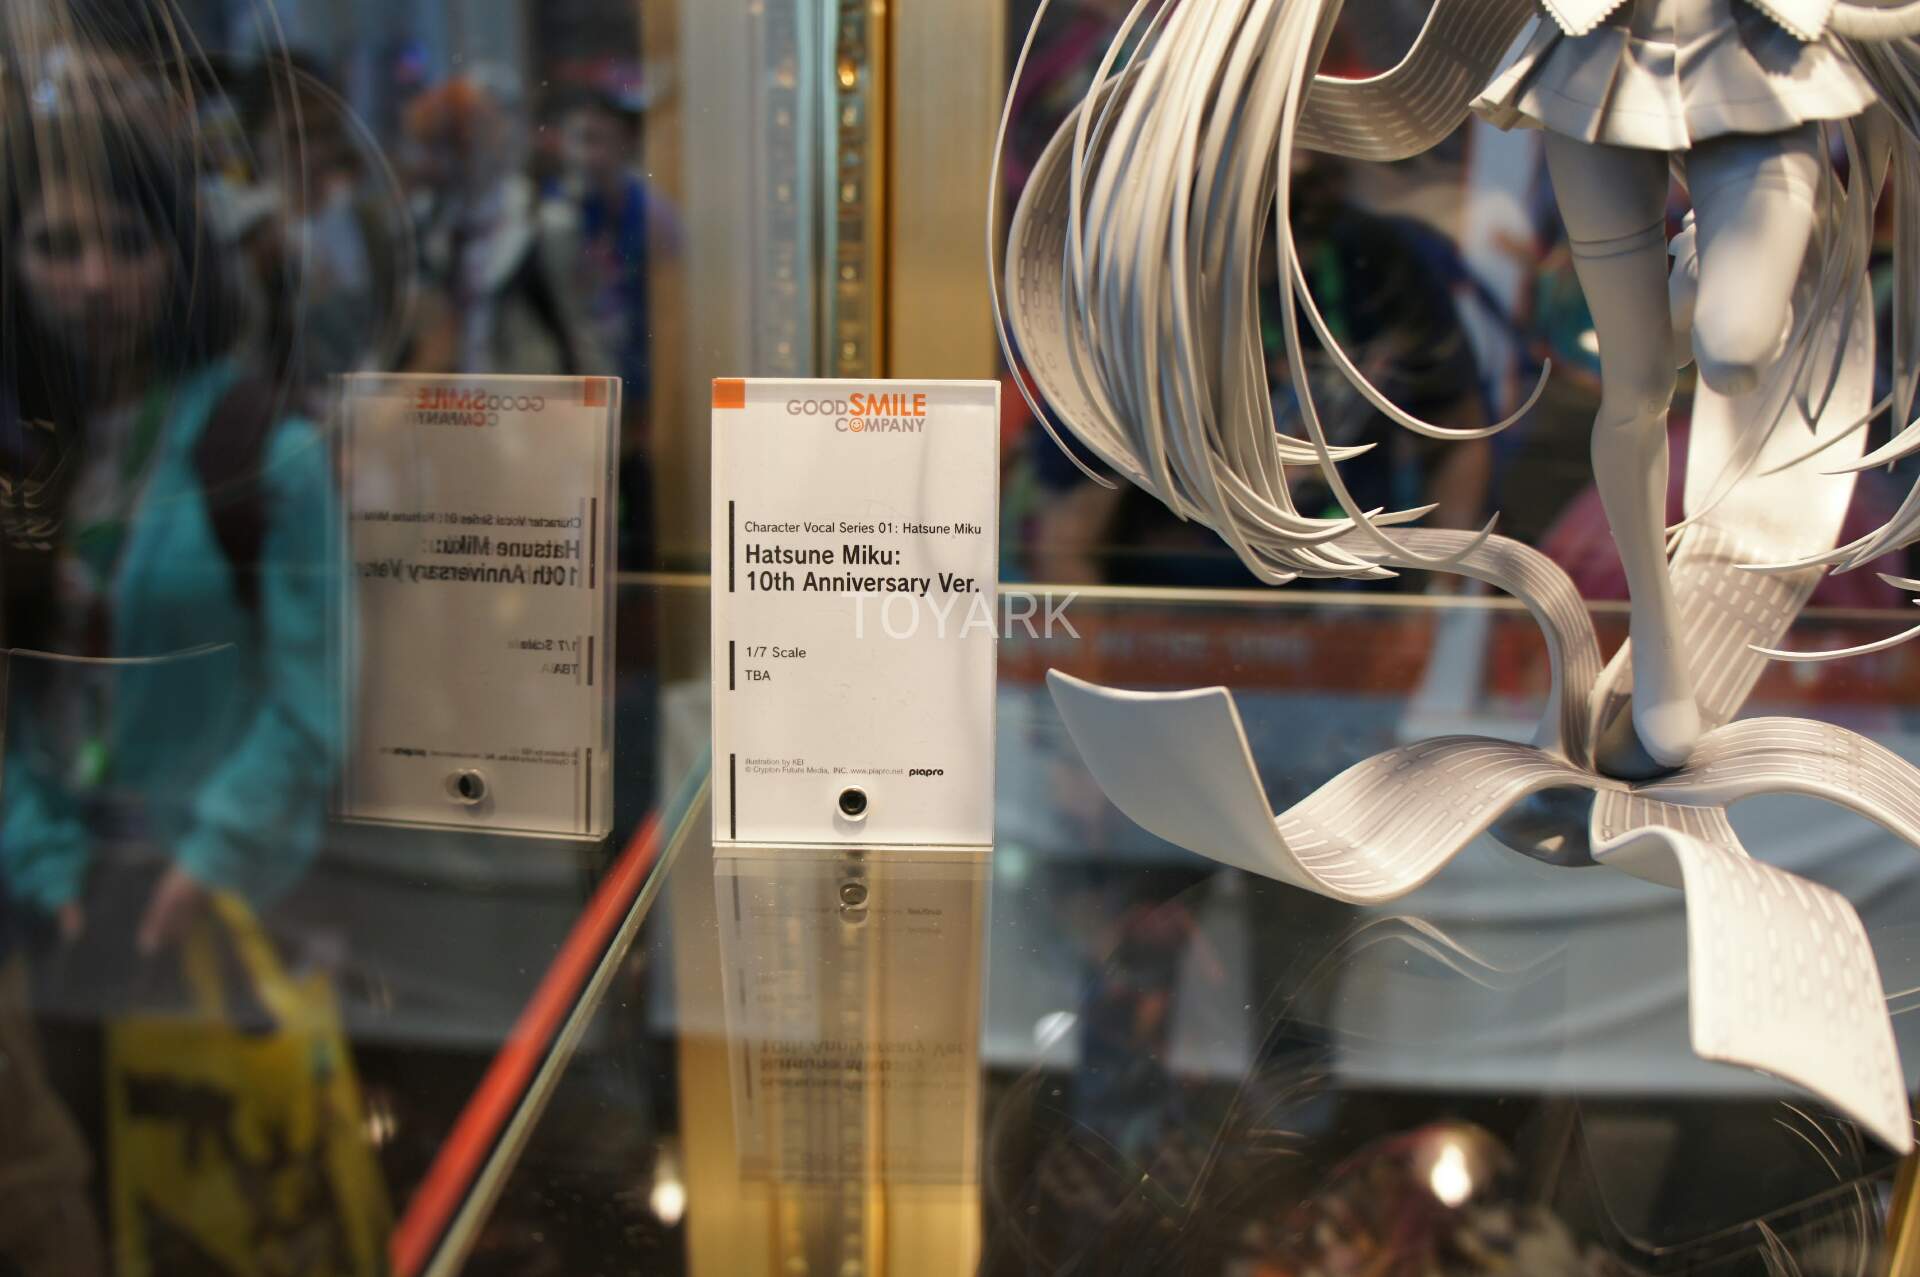 GOOD SMILE
COMPANY
Character Vocal Series 01: Hatsune Miku
Hatsune Miku:
10th Anniversary Ver.
TOYARK
1/7 Scale
TBA
Illustration by KEI
© Crypton Future Media, INC. www.piapro.net piapro